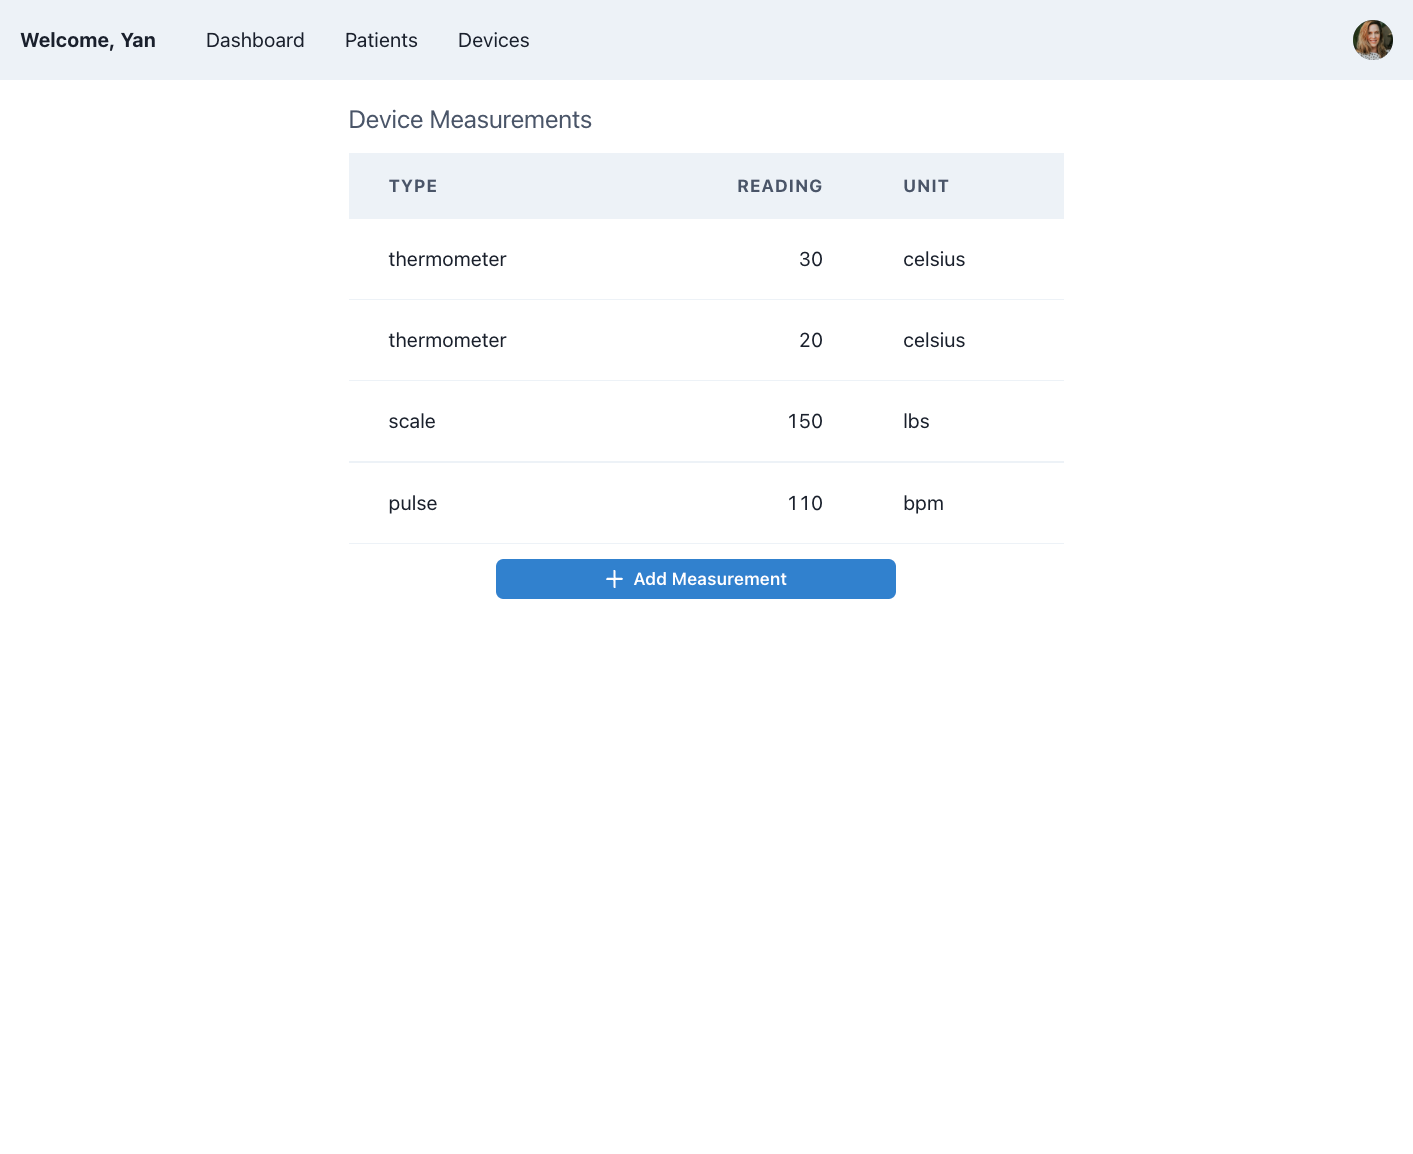 Welcome, Yan Dashboard Patients Devices
Device Measurements
TYPE READING UNIT
thermometer 30 celsius
thermometer 20 celsius
scale 150 lbs
pulse 110 bpm
+ Add Measurement